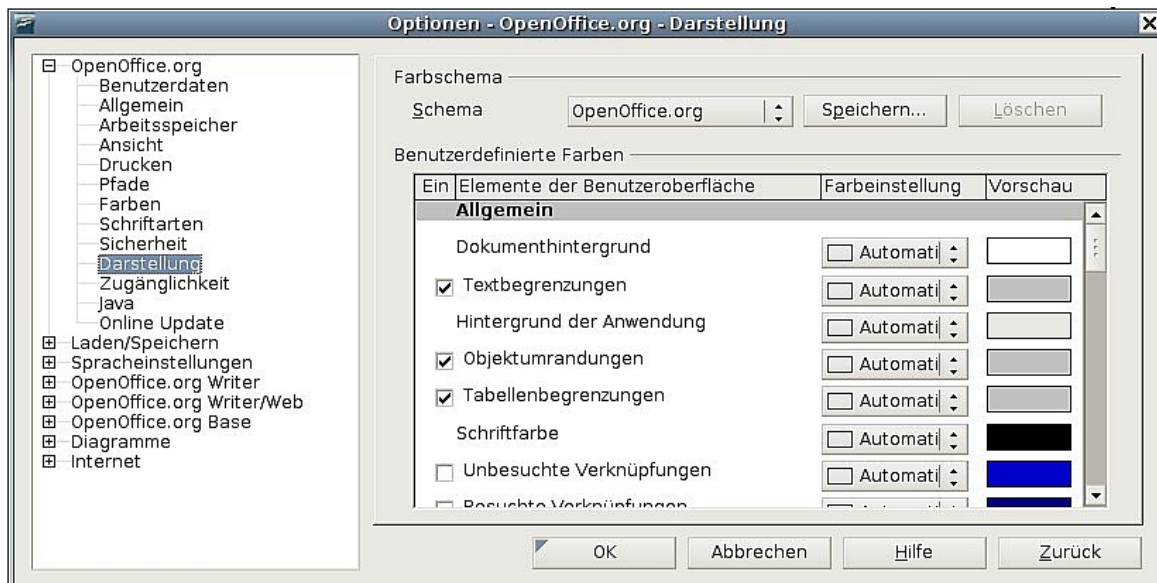 Optionen - OpenOffice.org - Darstellung
OpenOffice.org
Benutzerdaten
Allgemein
Arbeitsspeicher
Ansicht
Drucken
Pfade
Farben
Schriftarten
Sicherheit
Darstellung
Zugänglichkeit
Java
Online Update
Laden/Speichern
Spracheinstellungen
OpenOffice.org Writer
OpenOffice.org Writer/Web
OpenOffice.org Base
Diagramme
Internet
Farbschema
Schema OpenOffice.org Speichern... Löschen
Benutzerdefinierte Farben
Ein Elemente der Benutzeroberfläche Farbeinstellung Vorschau
Allgemein
Dokumenthintergrund Automati
Textbegrenzungen Automati
Hintergrund der Anwendung Automati
Objektumrandungen Automati
Tabellenbegrenzungen Automati
Schriftfarbe Automati
Unbesuchte Verknüpfungen Automati
Besuchte Verknüpfungen
OK Abbrechen Hilfe Zurück